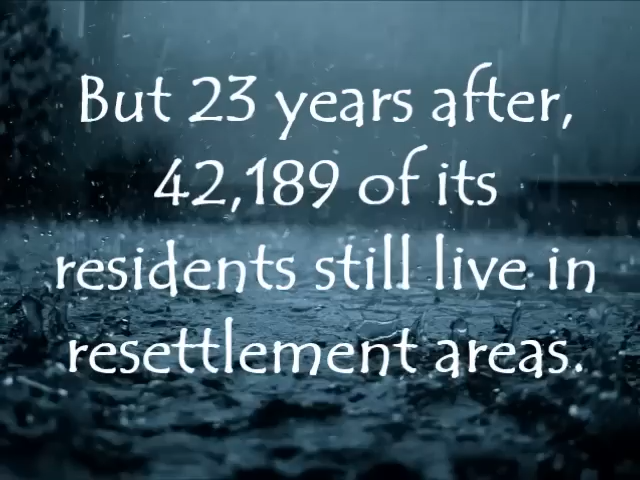 But 23 years after,
42,189 of its
residents still live in
resettlement areas.